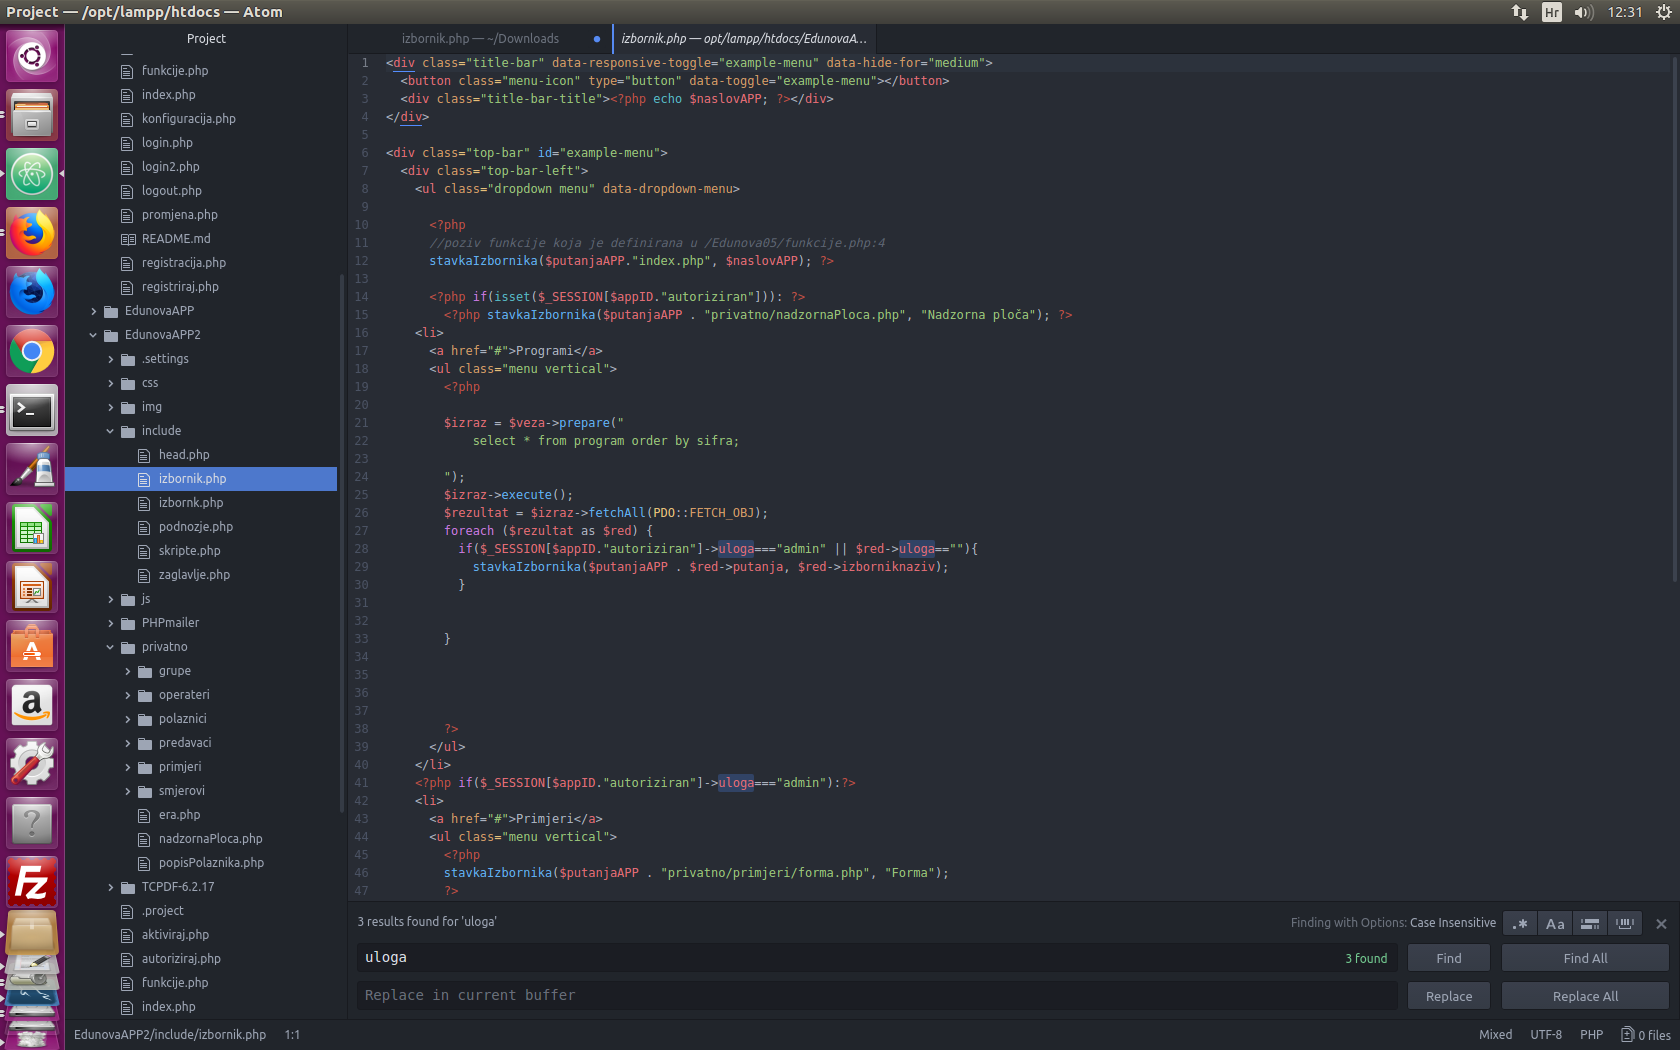 Project — /opt/lampp/htdocs — Atom
Hr
12:31
Project
funkcije.php
index.php
konfiguracija.php
login.php
login2.php
logout.php
promjena.php
README.md
registracija.php
registriraj.php
EdunovaAPP
EdunovaAPP2
.settings
css
img
include
head.php
izbornik.php
izbornk.php
podnozje.php
skripte.php
zaglavlje.php
js
PHPmailer
privatno
grupe
operateri
polaznici
predavaci
primjeri
smjerovi
era.php
nadzornaPloca.php
popisPolaznika.php
TCPDF-6.2.17
.project
aktiviraj.php
autoriziraj.php
funkcije.php
index.php
izbornik.php — ~/Downloads
izbornik.php — opt/lampp/htdocs/EdunovaA...
1 <div class="title-bar" data-responsive-toggle="example-menu" data-hide-for="medium">
2 <button class="menu-icon" type="button" data-toggle="example-menu"></button>
3 <div class="title-bar-title"><?php echo $naslovAPP; ?></div>
4 </div>
5
6 <div class="top-bar" id="example-menu">
7 <div class="top-bar-left">
8 <ul class="dropdown menu" data-dropdown-menu>
9
10 <?php
11 //poziv funkcije koja je definirana u /Edunova05/funkcije.php:4
12 stavkaIzbornika($putanjaAPP."index.php", $naslovAPP); ?>
13
14 <?php if(isset($_SESSION[$appID."autoriziran"])): ?>
15 <?php stavkaIzbornika($putanjaAPP . "privatno/nadzornaPloca.php", "Nadzorna ploča"); ?>
16 <li>
17 <a href="#">Programi</a>
18 <ul class="menu vertical">
19 <?php
20
21 $izraz = $veza->prepare("
22 select * from program order by sifra;
23
24 ");
25 $izraz->execute();
26 $rezultat = $izraz->fetchAll(PDO::FETCH_OBJ);
27 foreach ($rezultat as $red) {
28 if($_SESSION[$appID."autoriziran"]->uloga==="admin" || $red->uloga==""){
29 stavkaIzbornika($putanjaAPP . $red->putanja, $red->izborniknaziv);
30 }
31
32
33 }
34
35
36
37
38 ?>
39 </ul>
40 </li>
41 <?php if($_SESSION[$appID."autoriziran"]->uloga==="admin"):?>
42 <li>
43 <a href="#">Primjeri</a>
44 <ul class="menu vertical">
45 <?php
46 stavkaIzbornika($putanjaAPP . "privatno/primjeri/forma.php", "Forma");
47 ?>
3 results found for 'uloga'
Finding with Options: Case Insensitive
.* Aa
uloga
3 found
Find
Find All
Replace in current buffer
Replace
Replace All
EdunovaAPP2/include/izbornik.php 1:1
Mixed UTF-8 PHP 0 files